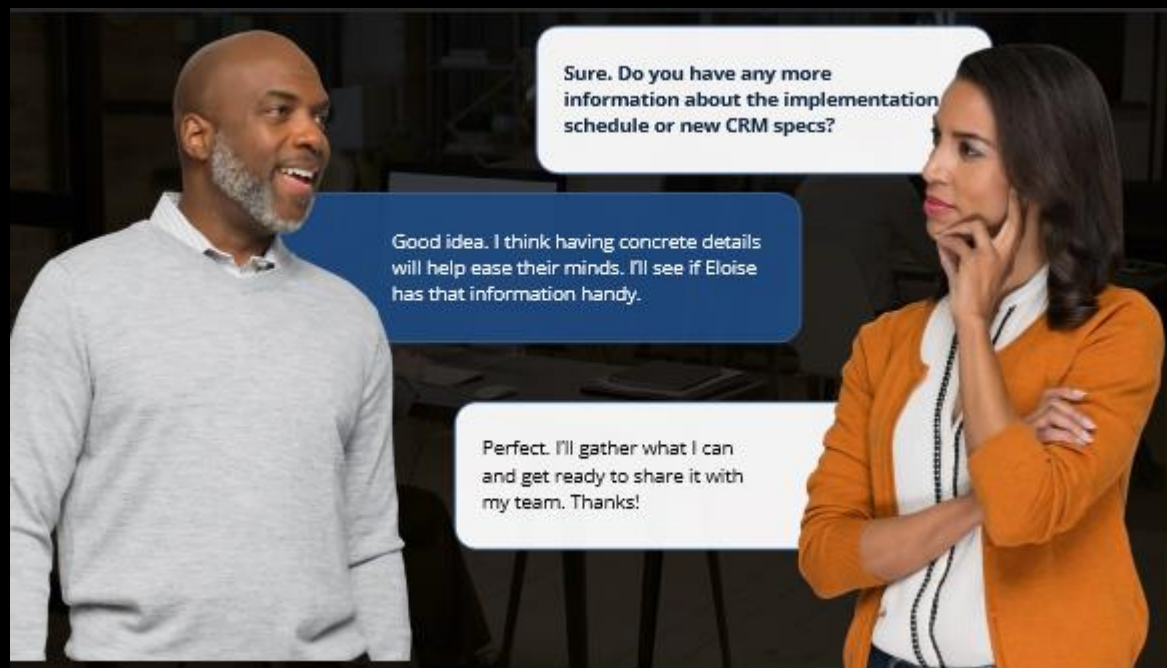 Sure. Do you have any more
information about the implementation
schedule or new CRM specs?
Good idea. I think having concrete details
will help ease their minds. I'll see if Eloise
has that information handy.
Perfect. I'll gather what I can
and get ready to share it with
my team. Thanks!